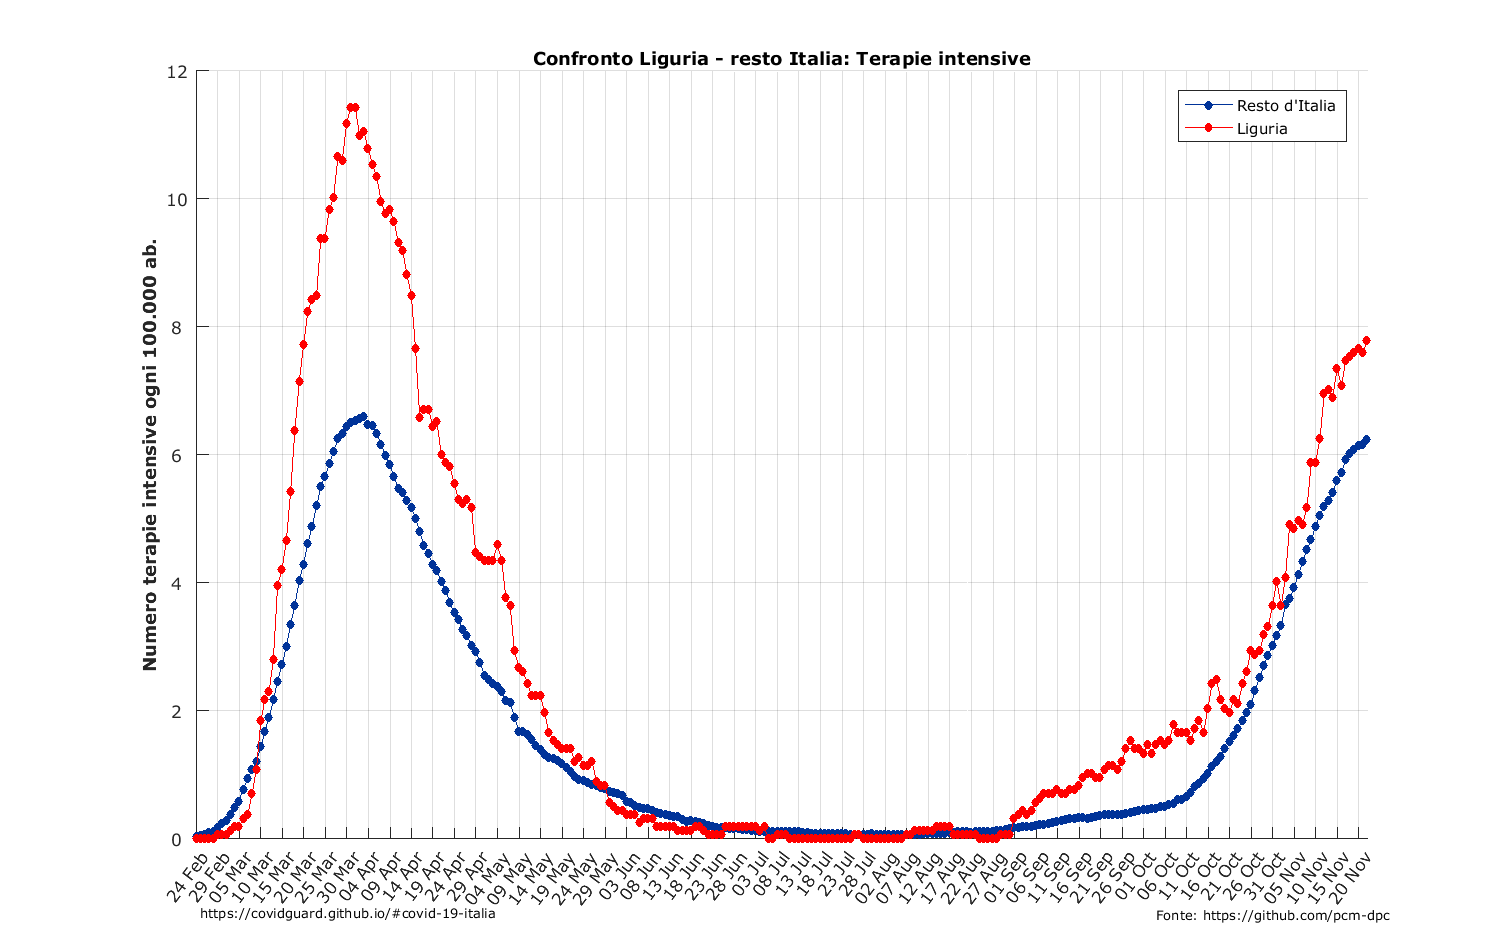 Confronto Liguria - resto Italia: Terapie intensive
Resto d'Italia
Liguria
Numero terapie intensive ogni 100.000 ab.
12
10
8
6
4
2
0
24 Feb
29 Feb
05 Mar
10 Mar
15 Mar
20 Mar
25 Mar
30 Mar
04 Apr
09 Apr
14 Apr
19 Apr
24 Apr
29 Apr
04 May
09 May
14 May
19 May
24 May
29 May
03 Jun
08 Jun
13 Jun
18 Jun
23 Jun
28 Jun
03 Jul
08 Jul
13 Jul
18 Jul
23 Jul
28 Jul
02 Aug
07 Aug
12 Aug
17 Aug
22 Aug
27 Aug
01 Sep
06 Sep
11 Sep
16 Sep
21 Sep
26 Sep
01 Oct
06 Oct
11 Oct
16 Oct
21 Oct
26 Oct
31 Oct
05 Nov
10 Nov
15 Nov
20 Nov
https://covidguard.github.io/#covid-19-italia
Fonte: https://github.com/pcm-dpc